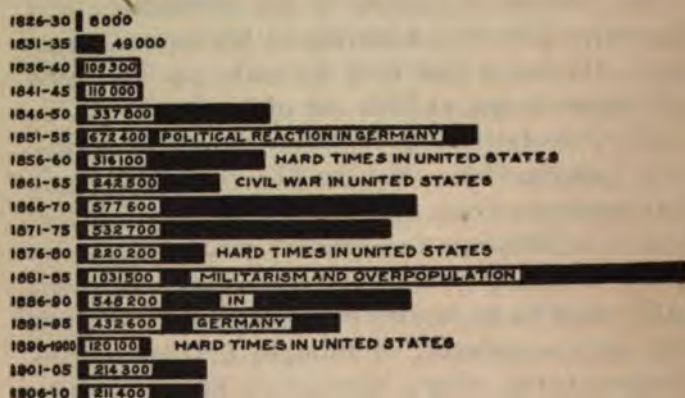 1826-30 8000
1831-35 49000
1836-40 105300
1841-45 110000
1846-50 337800
1851-55 672400 POLITICAL REACTION IN GERMANY
1856-60 316100 HARD TIMES IN UNITED STATES
1861-65 242500 CIVIL WAR IN UNITED STATES
1866-70 577600
1871-75 532700
1876-80 220200 HARD TIMES IN UNITED STATES
1881-85 1031500 MILITARISM AND OVERPOPULATION
1886-90 548200 IN
1891-95 432600 GERMANY
1896-1900 120100 HARD TIMES IN UNITED STATES
1901-05 214300
1906-10 211400